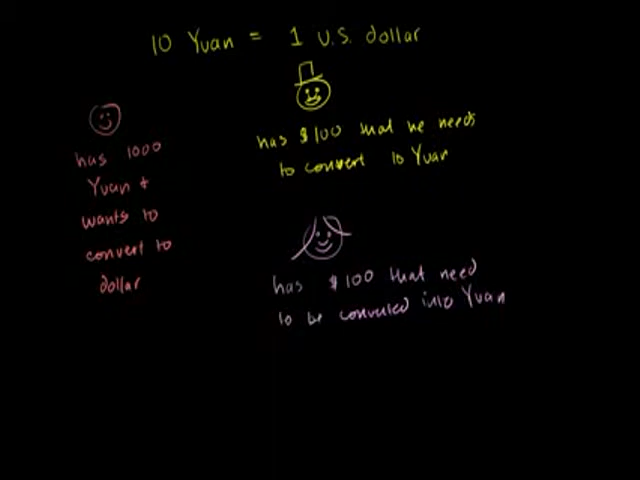 10 Yuan = 1 U.S. dollar
has 1000
Yuan +
wants to
convert to
dollar
has $100 that he needs
to convert to Yuan
has $100 that need
to be converted into Yuan